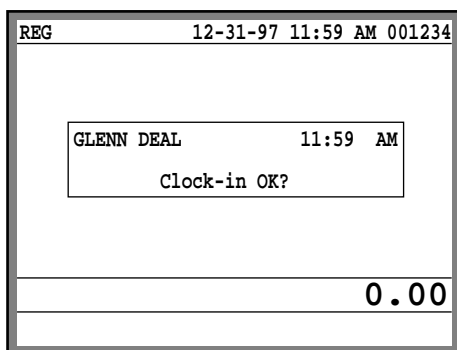 REG 12-31-97 11:59 AM 001234
GLENN DEAL 11:59 AM
Clock-in OK?
0.00